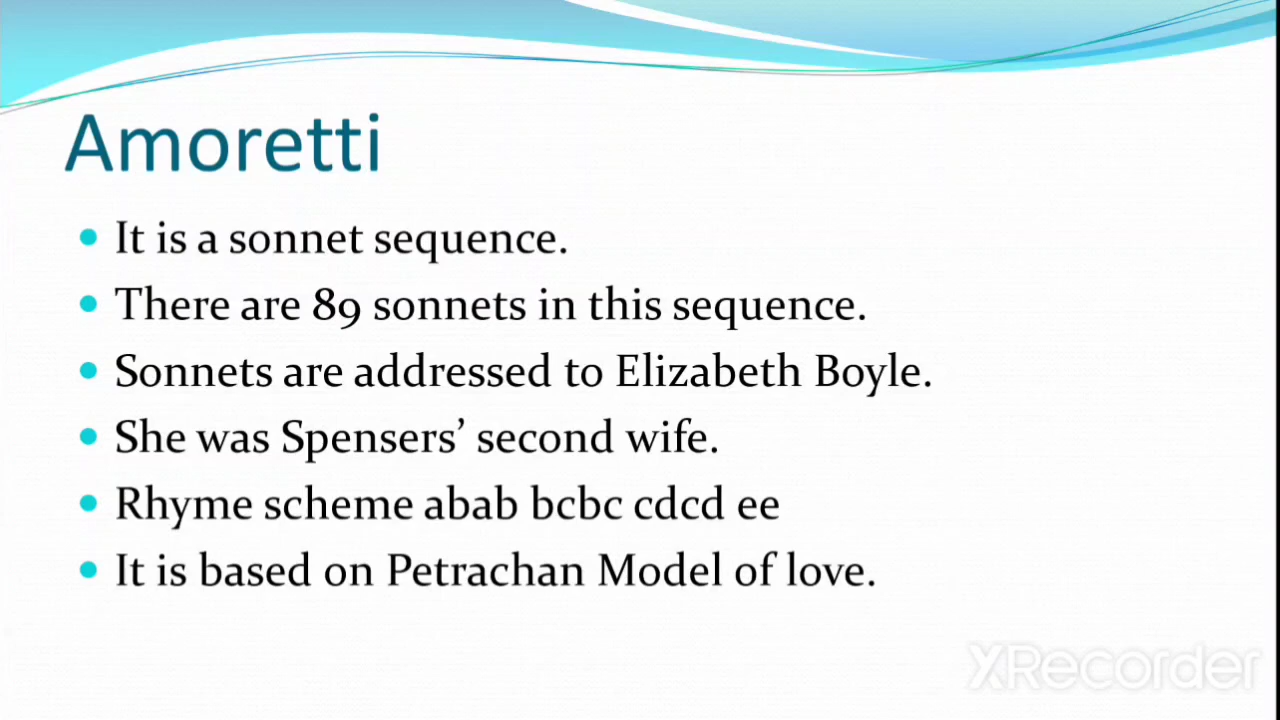 Amoretti
• It is a sonnet sequence.
• There are 89 sonnets in this sequence.
• Sonnets are addressed to Elizabeth Boyle.
• She was Spensers’ second wife.
• Rhyme scheme abab bcbc cdcd ee
• It is based on Petrachan Model of love.
XRecorder